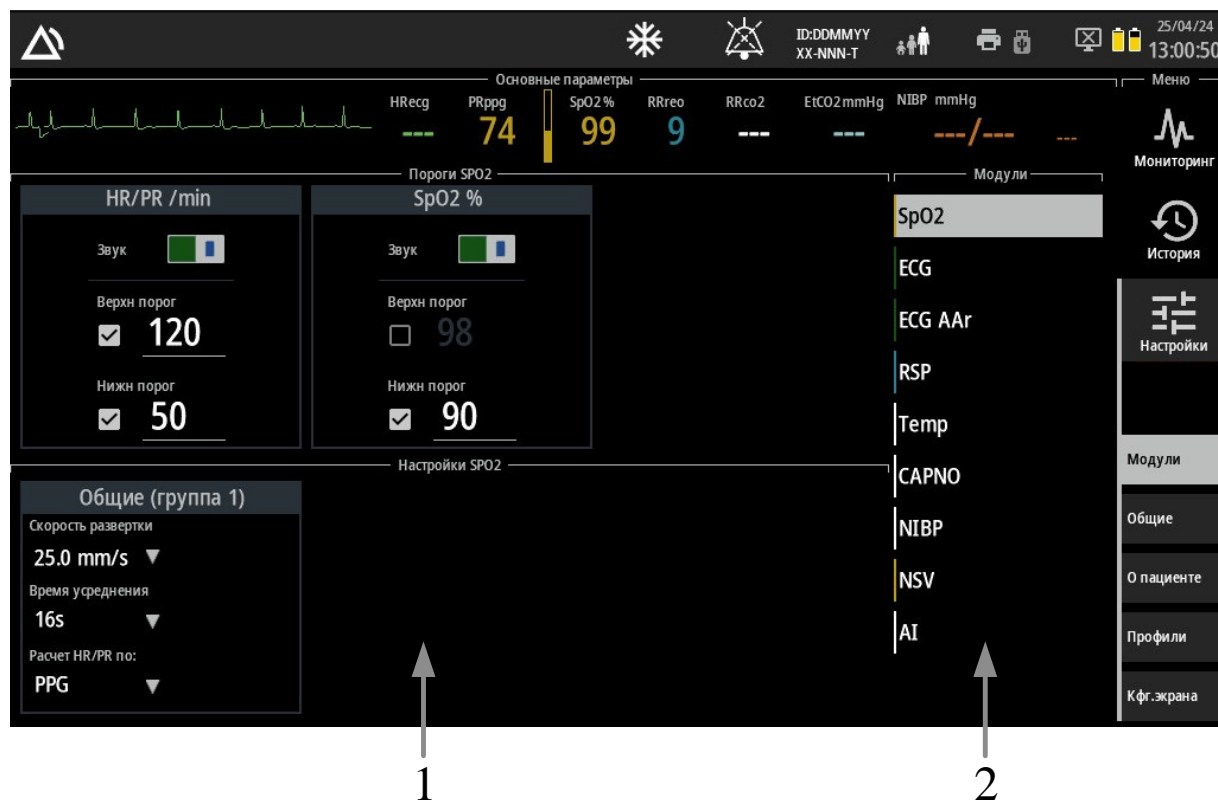 ID:DDMMYY
XX-NNN-T
25/04/24
13:00:50
Основные параметры
Меню
HRecg PRppg SpO2 % RRreo RRco2 EtCO2 mmHg NIBP mmHg
--- 74 99 9 --- --- ---/--- ---
Мониторинг
Пороги SPO2
Модули
HR/PR /min SpO2 %
SpO2
Звук Звук
История
ECG
Верхн порог Верхн порог
120 98
ECG AAr
Настройки
RSP
Нижн порог Нижн порог
50 90
Temp
Настройки SPO2
Модули
CAPNO
Общие (группа 1)
Скорость развертки
25.0 mm/s
NIBP
Общие
Время усреднения
16s
NSV
О пациенте
Расчет HR/PR по:
PPG
AI
Профили
Кфг.экрана
1 2